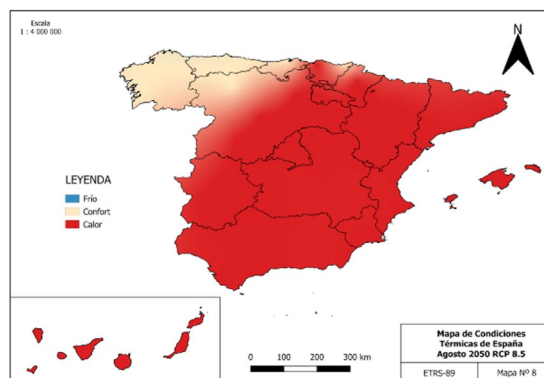 Escala
1 : 4 000 000
N
LEYENDA
Frío
Confort
Calor
0 100 200 300 km
Mapa de Condiciones
Térmicas de España
Agosto 2050 RCP 8.5
ETRS-89 Mapa Nº 8